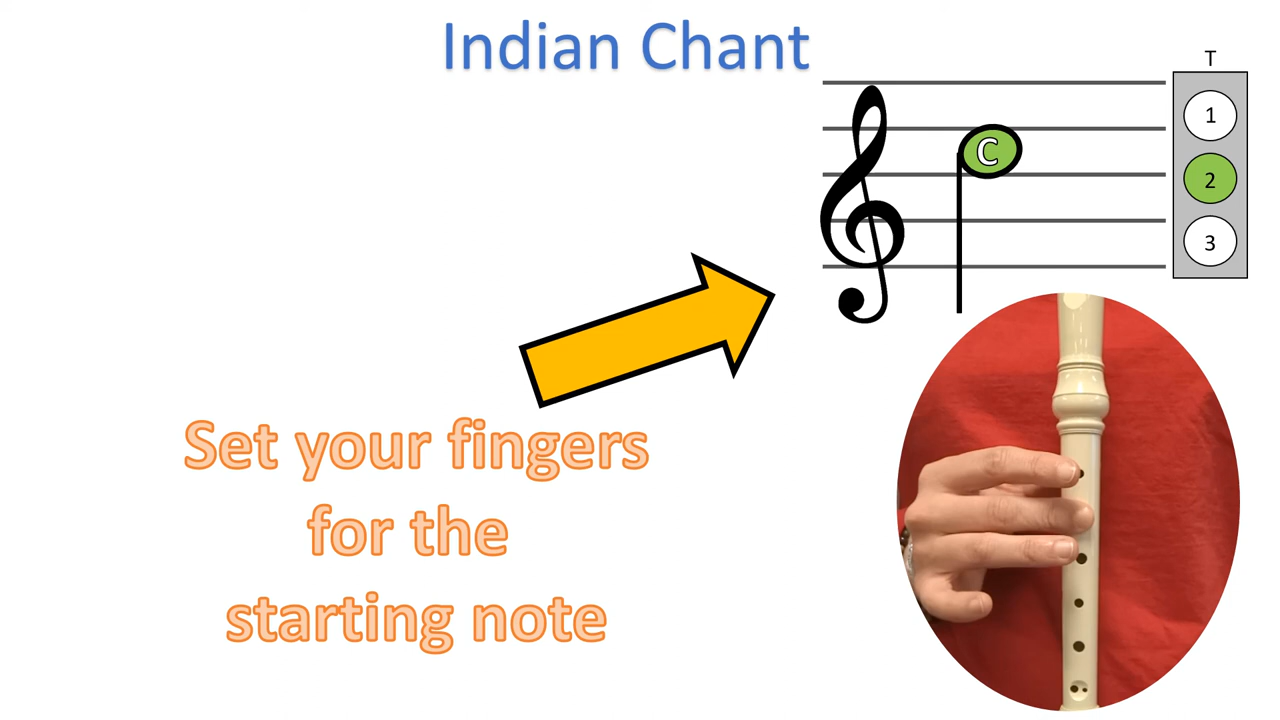 Indian Chant
T
1
C
2
3
Set your fingers
for the
starting note